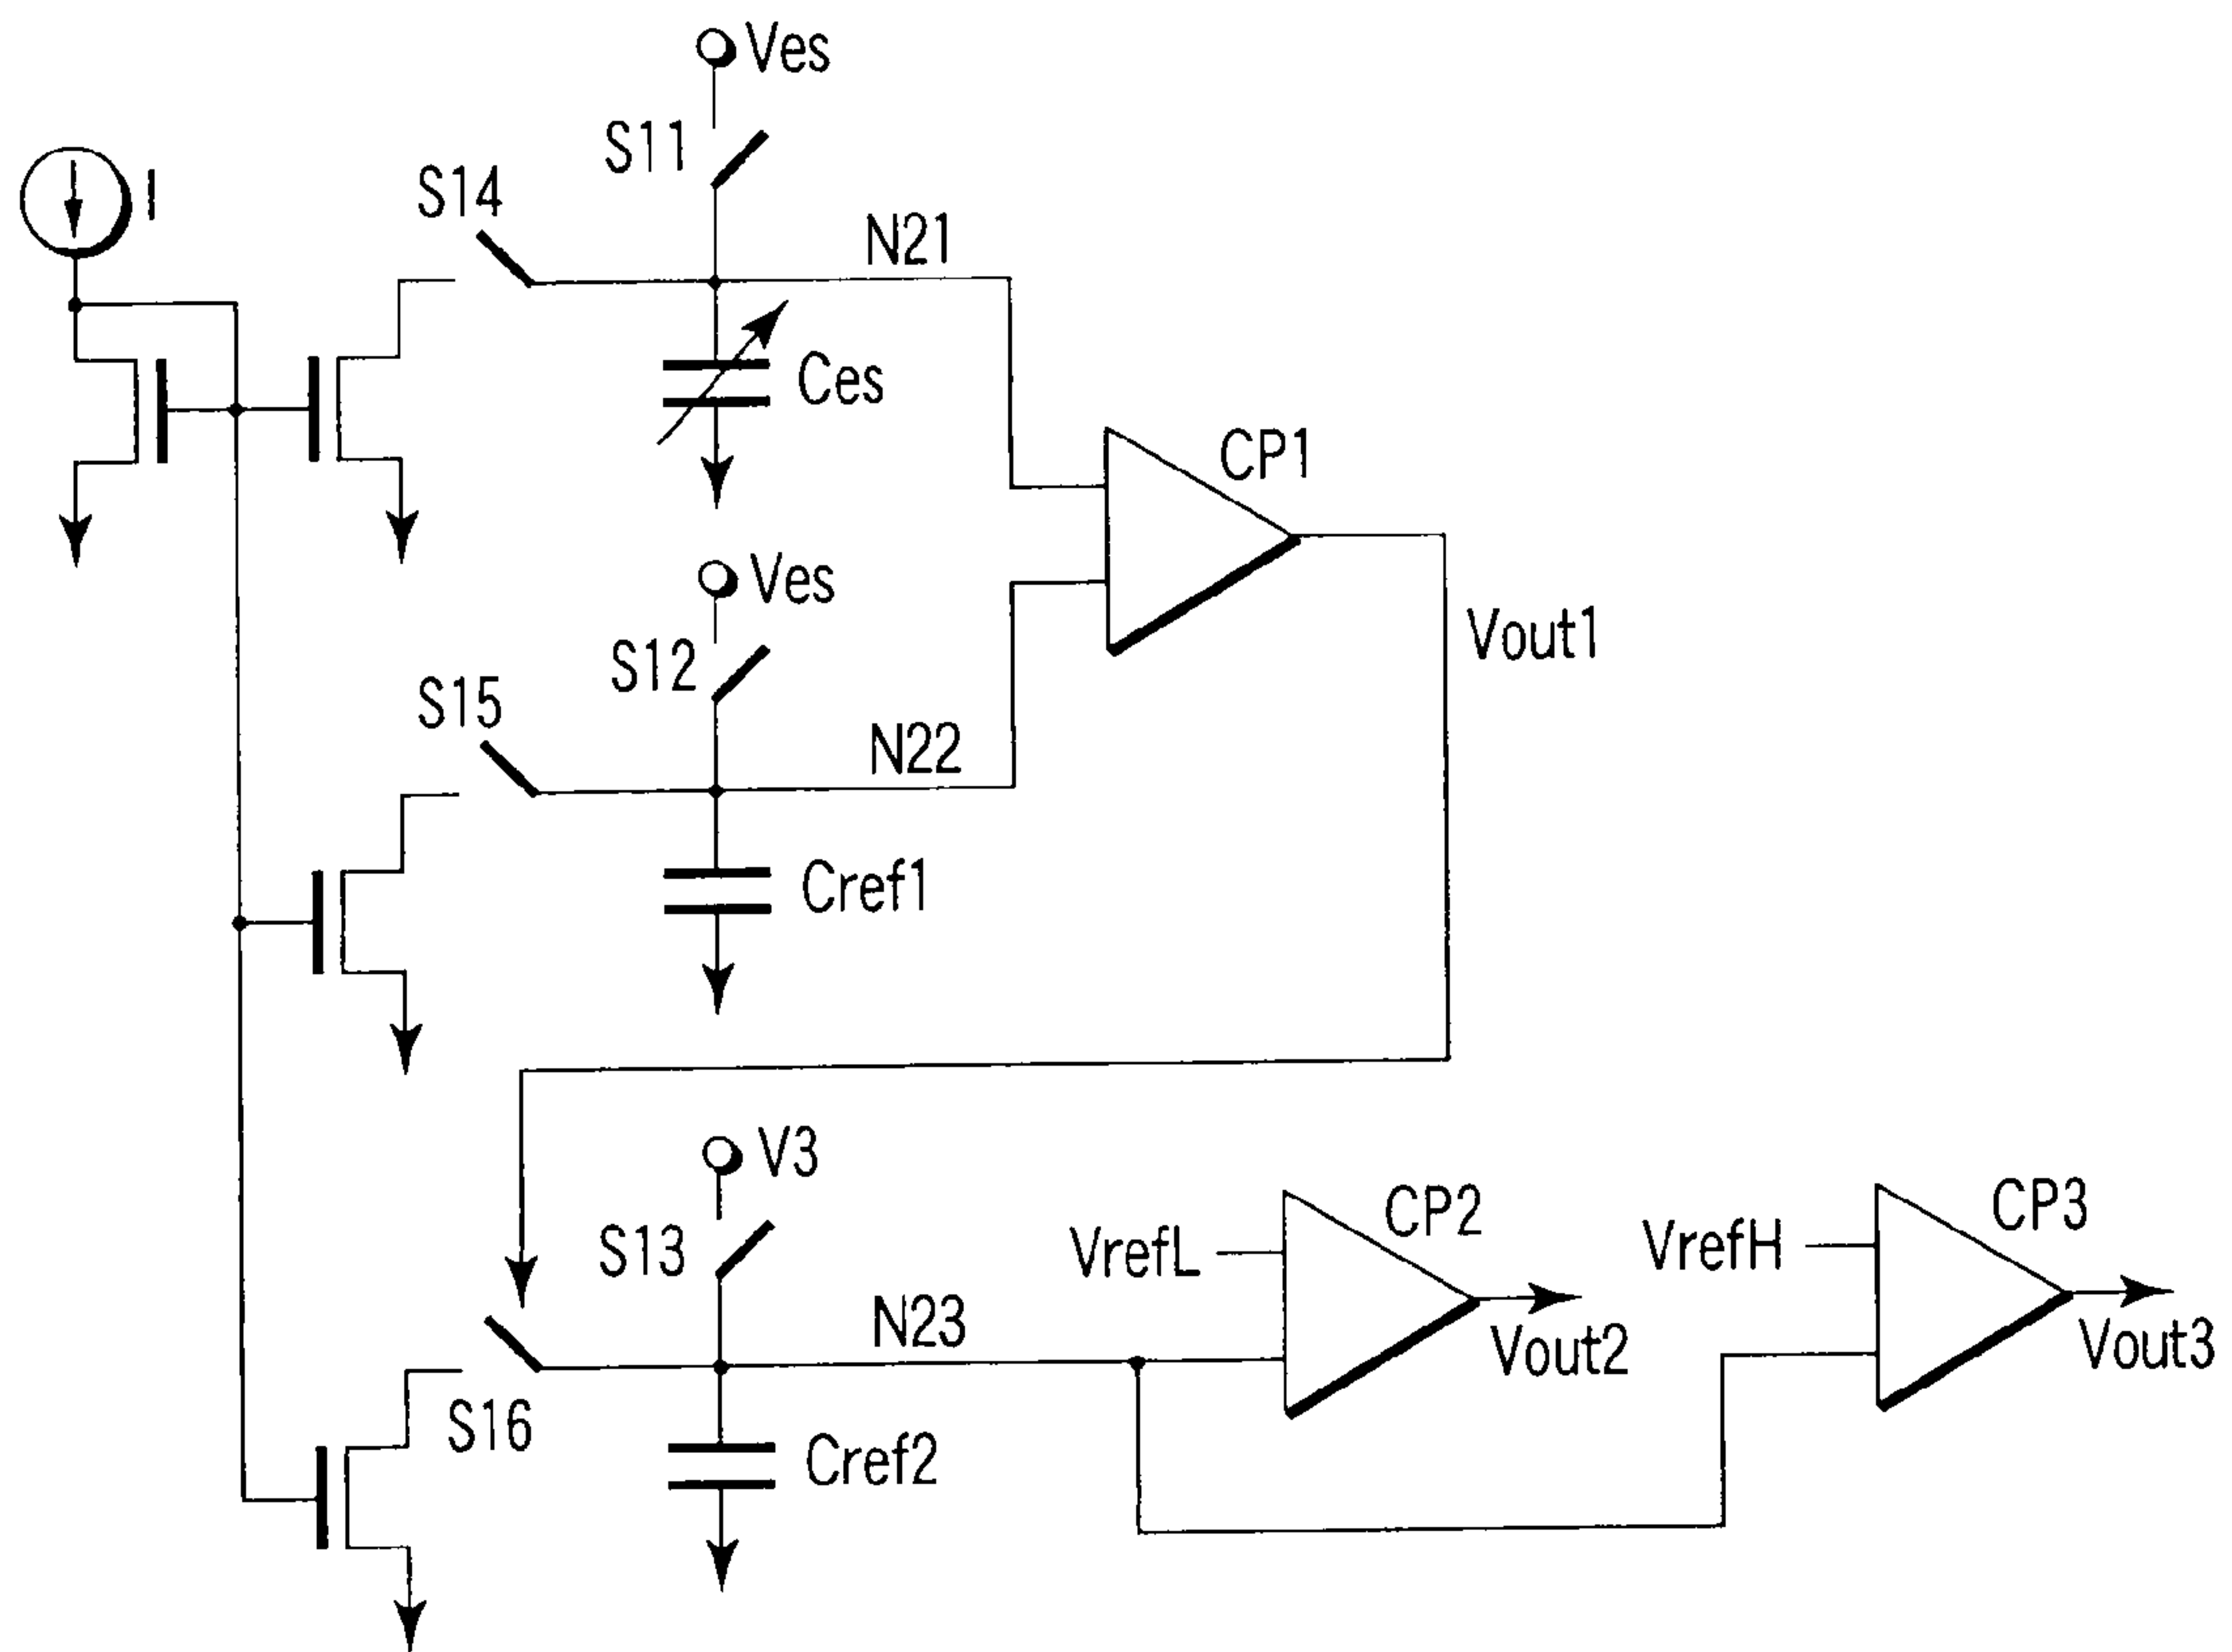 Ves
S11
I
S14
N21
Ces
CP1
Ves
S12
Vout1
S15
N22
Cref1
V3
S13
CP2
CP3
VrefL
VrefH
N23
Vout2
Vout3
S16
Cref2